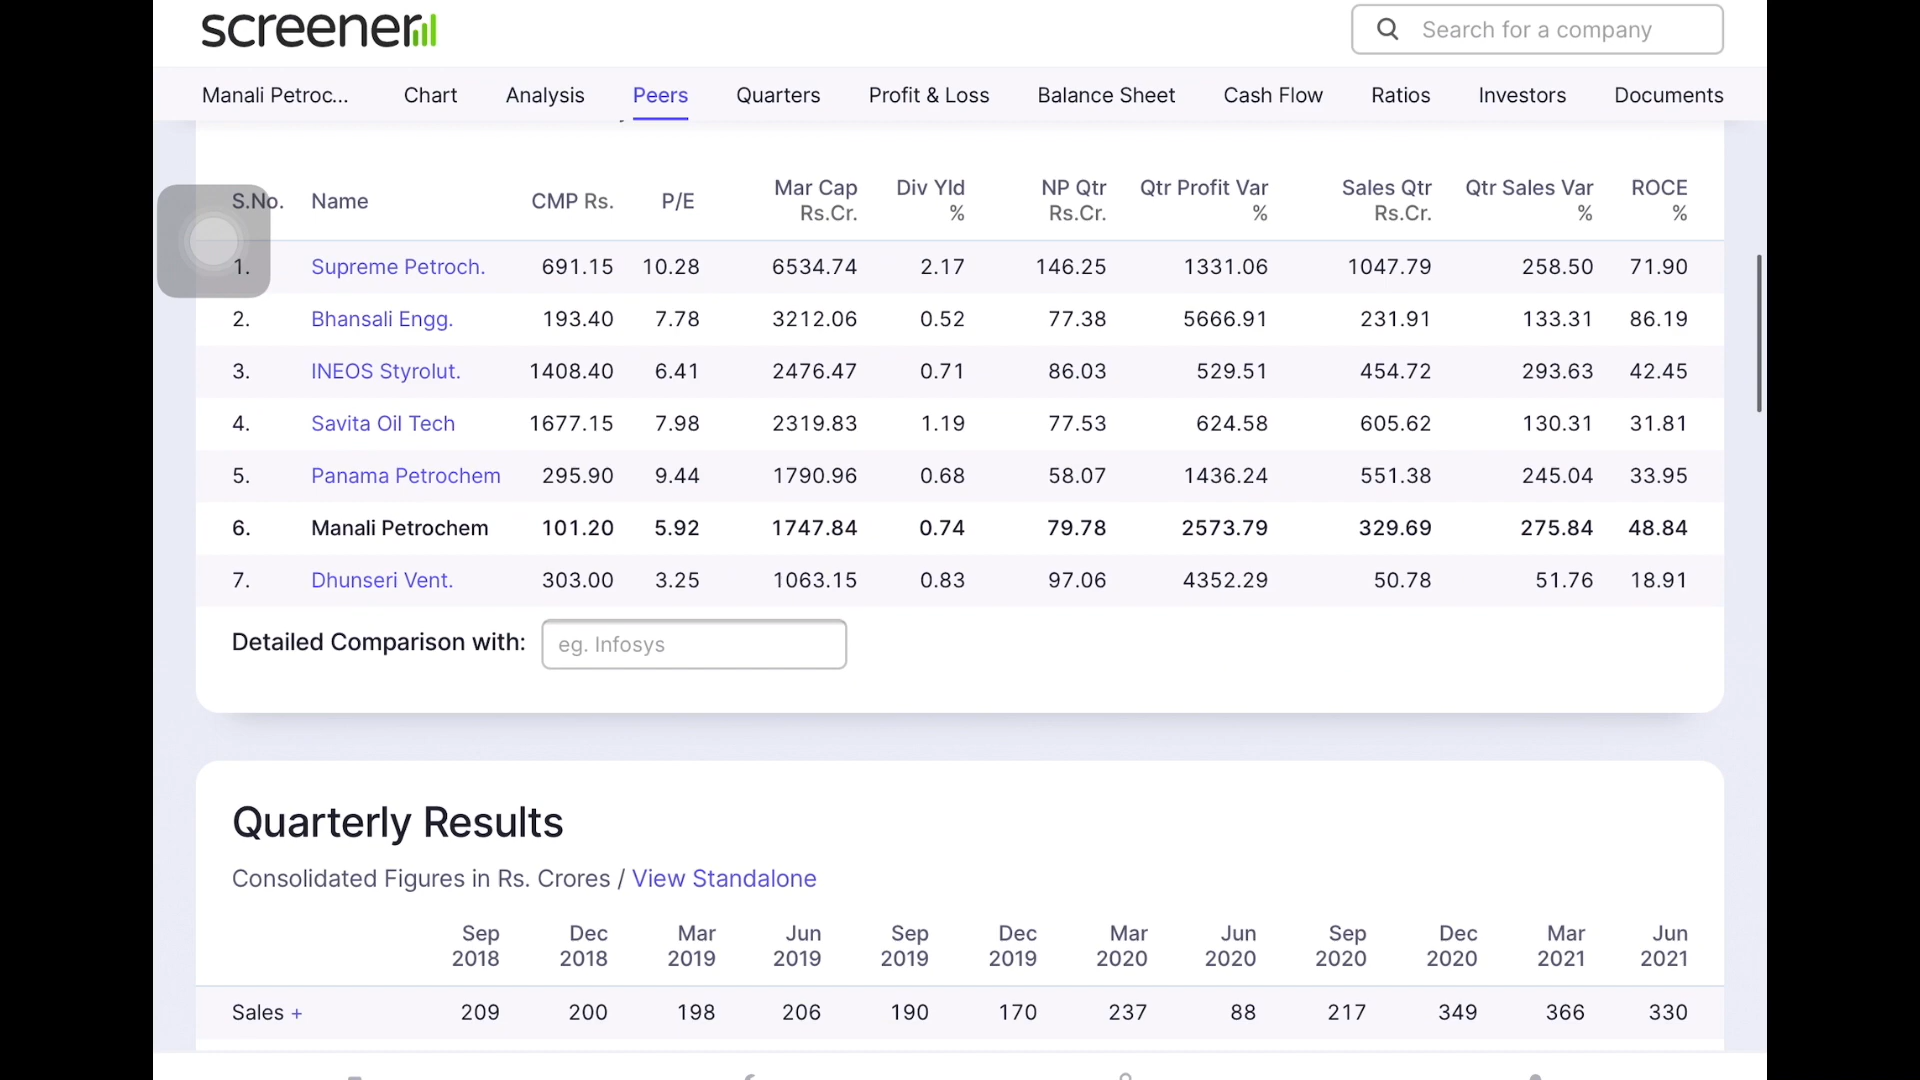 screener
Search for a company
Manali Petroc... Chart Analysis Peers Quarters Profit & Loss Balance Sheet Cash Flow Ratios Investors Documents
S.No. Name CMP Rs. P/E Mar Cap Rs.Cr. Div Yld % NP Qtr Rs.Cr. Qtr Profit Var % Sales Qtr Rs.Cr. Qtr Sales Var % ROCE %
1. Supreme Petroch. 691.15 10.28 6534.74 2.17 146.25 1331.06 1047.79 258.50 71.90
2. Bhansali Engg. 193.40 7.78 3212.06 0.52 77.38 5666.91 231.91 133.31 86.19
3. INEOS Styrolut. 1408.40 6.41 2476.47 0.71 86.03 529.51 454.72 293.63 42.45
4. Savita Oil Tech 1677.15 7.98 2319.83 1.19 77.53 624.58 605.62 130.31 31.81
5. Panama Petrochem 295.90 9.44 1790.96 0.68 58.07 1436.24 551.38 245.04 33.95
6. Manali Petrochem 101.20 5.92 1747.84 0.74 79.78 2573.79 329.69 275.84 48.84
7. Dhunseri Vent. 303.00 3.25 1063.15 0.83 97.06 4352.29 50.78 51.76 18.91
Detailed Comparison with: eg. Infosys
Quarterly Results
Consolidated Figures in Rs. Crores / View Standalone
Sep 2018 Dec 2018 Mar 2019 Jun 2019 Sep 2019 Dec 2019 Mar 2020 Jun 2020 Sep 2020 Dec 2020 Mar 2021 Jun 2021
Sales + 209 200 198 206 190 170 237 88 217 349 366 330